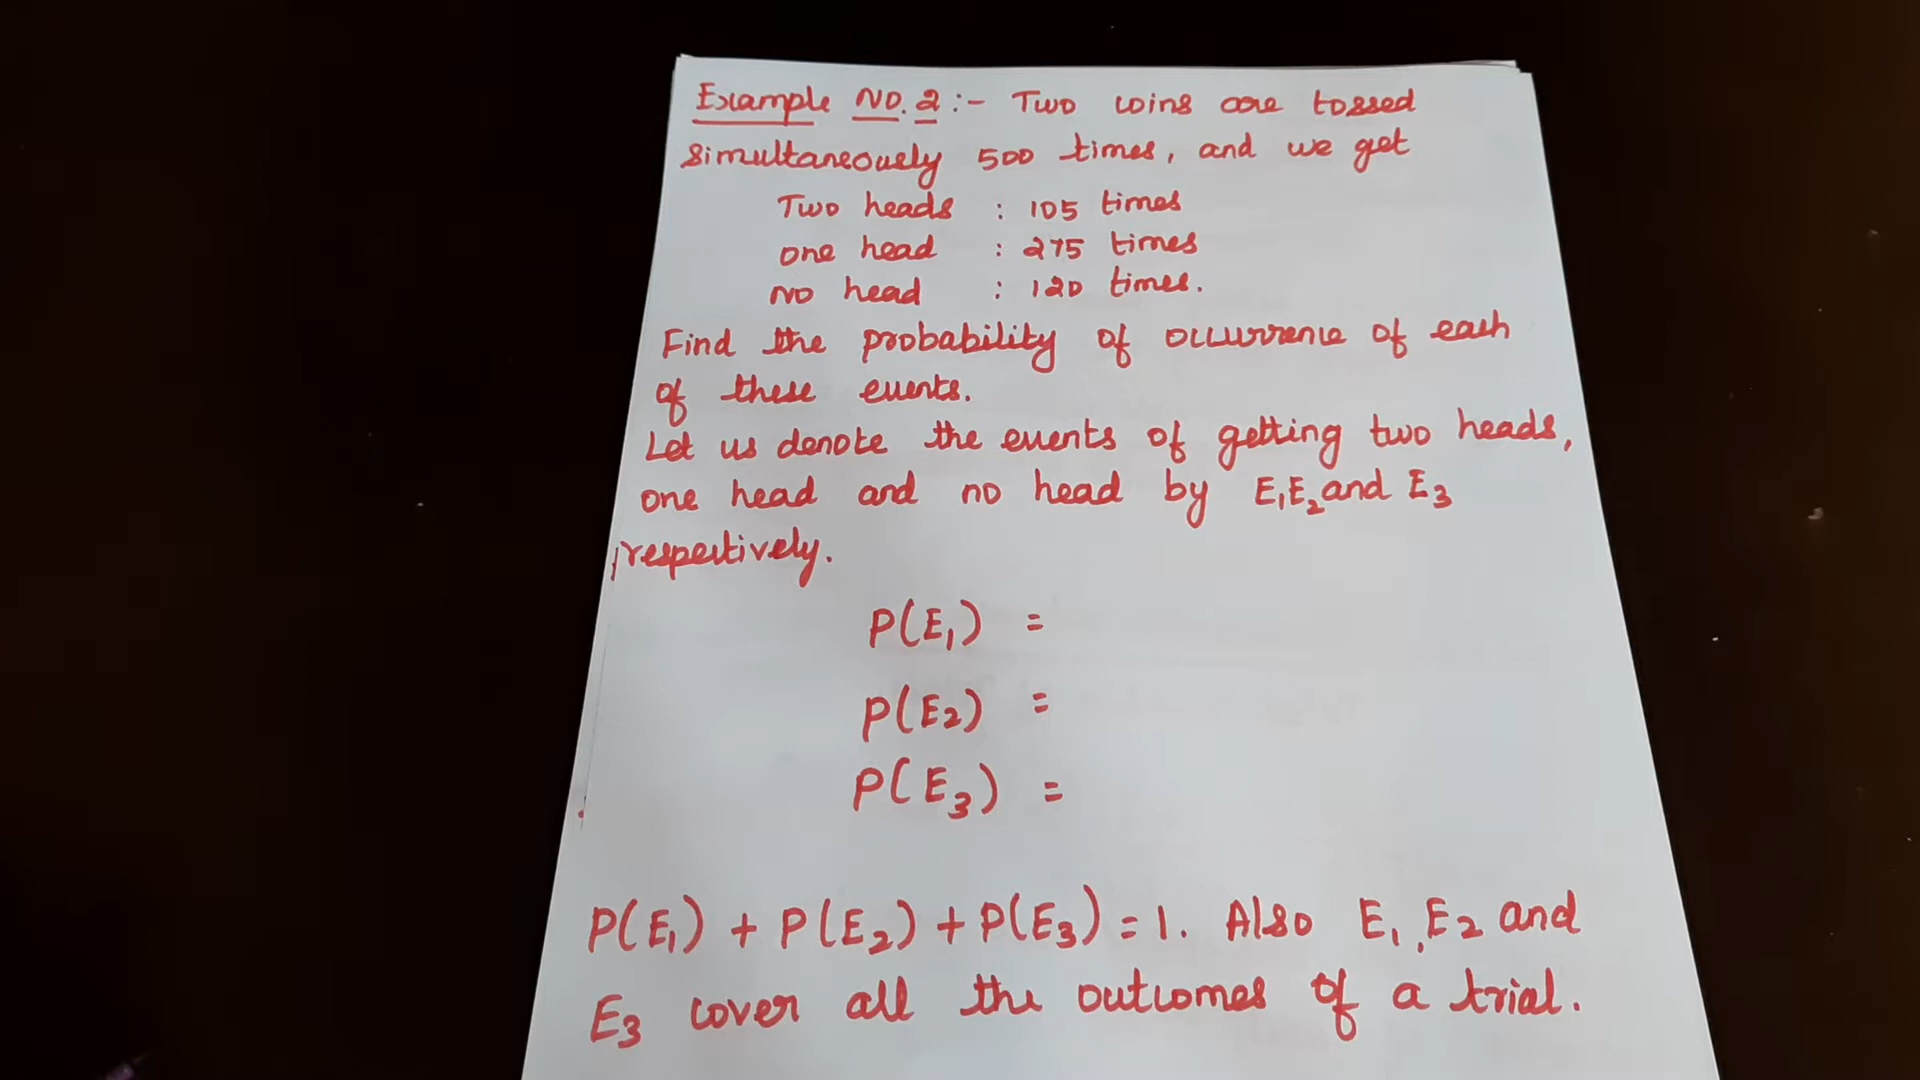 Example No. 2 :- Two coins are tossed
simultaneously 500 times, and we get
Two heads : 105 times
one head : 275 times
No head : 120 times.
Find the probability of occurrence of each
of these events.
Let us denote the events of getting two heads,
one head and no head by E₁E₂ and E₃
respectively.
P(E₁) =
P(E₂) =
P(E₃) =
P(E₁) + P(E₂) + P(E₃) = 1. Also E₁, E₂ and
E₃ cover all the outcomes of a trial.